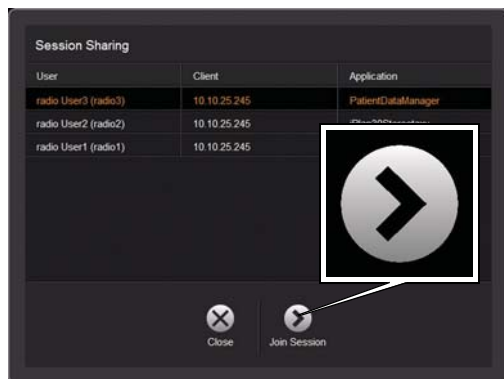 Session Sharing
User Client Application
radio User3 (radio3) 10.10.25.245 PatientDataManager
radio User2 (radio2) 10.10.25.245
radio User1 (radio1) 10.10.25.245
Close Join Session